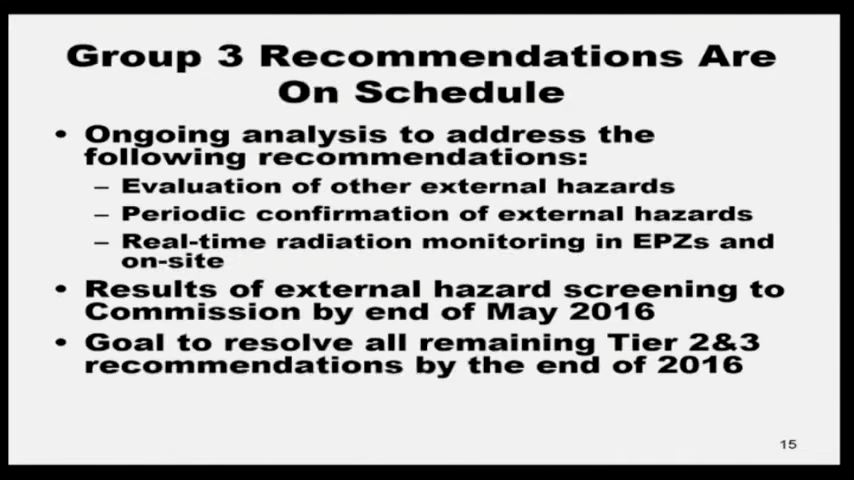 Group 3 Recommendations Are
On Schedule
• Ongoing analysis to address the
following recommendations:
– Evaluation of other external hazards
– Periodic confirmation of external hazards
– Real-time radiation monitoring in EPZs and
on-site
• Results of external hazard screening to
Commission by end of May 2016
• Goal to resolve all remaining Tier 2&3
recommendations by the end of 2016
15